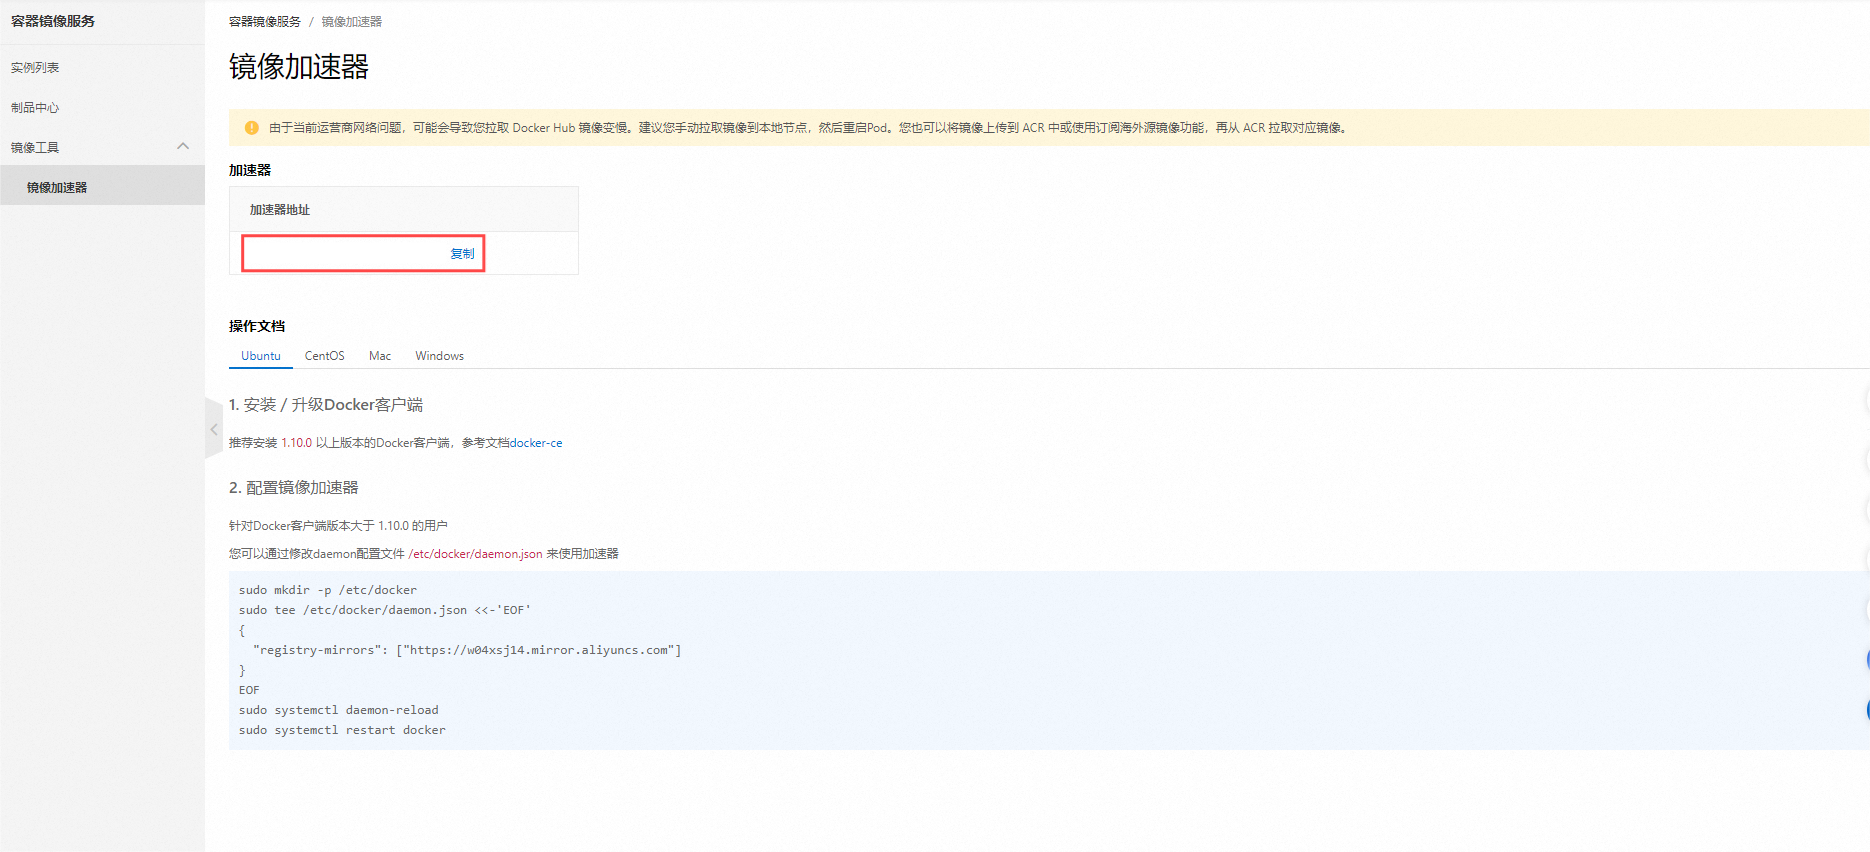 容器镜像服务
实例列表
制品中心
镜像工具
镜像加速器
容器镜像服务 / 镜像加速器
镜像加速器
由于当前运营商网络问题，可能会导致您拉取 Docker Hub 镜像变慢。建议您手动拉取镜像到本地节点，然后重启Pod。您也可以将镜像上传到 ACR 中或使用订阅海外源镜像功能，再从 ACR 拉取对应镜像。
加速器
加速器地址
复制
操作文档
Ubuntu CentOS Mac Windows
1. 安装 / 升级Docker客户端
推荐安装 1.10.0 以上版本的Docker客户端，参考文档docker-ce
2. 配置镜像加速器
针对Docker客户端版本大于 1.10.0 的用户
您可以通过修改daemon配置文件 /etc/docker/daemon.json 来使用加速器
sudo mkdir -p /etc/docker
sudo tee /etc/docker/daemon.json <<-'EOF'
{
  "registry-mirrors": ["https://w04xsj14.mirror.aliyuncs.com"]
}
EOF
sudo systemctl daemon-reload
sudo systemctl restart docker